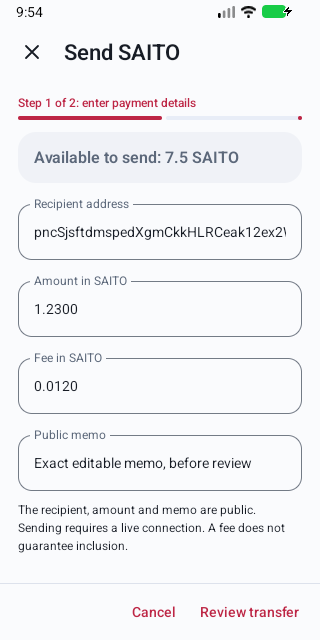 9:54
Send SAITO
Step 1 of 2: enter payment details
Available to send: 7.5 SAITO
Recipient address
pncSjsftdmspedXgmCkkHLRCeak12ex2
Amount in SAITO
1.2300
Fee in SAITO
0.0120
Public memo
Exact editable memo, before review
The recipient, amount and memo are public.
Sending requires a live connection. A fee does not
guarantee inclusion.
Cancel
Review transfer